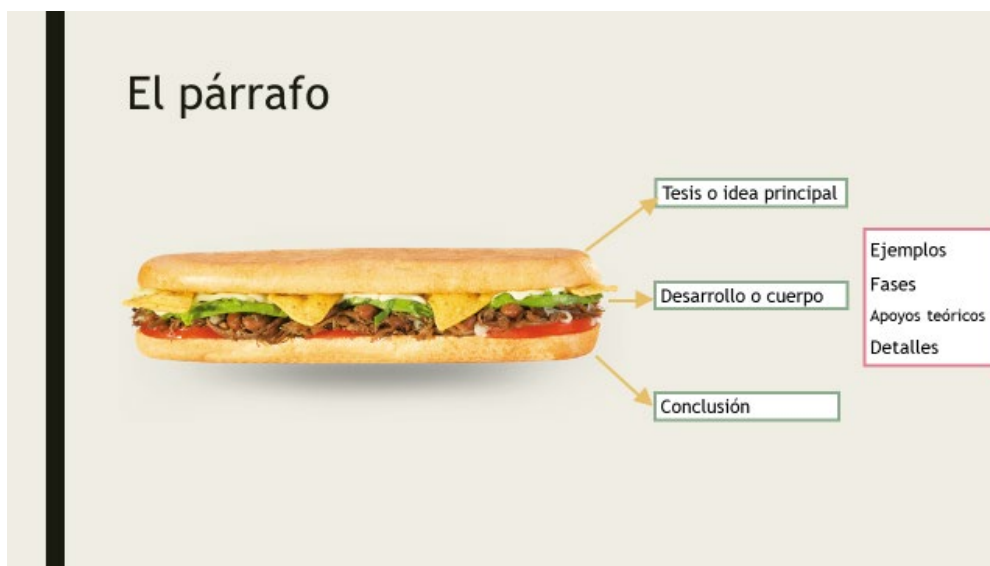 El párrafo
Tesis o idea principal
Desarrollo o cuerpo
Ejemplos
Fases
Apoyos teóricos
Detalles
Conclusión